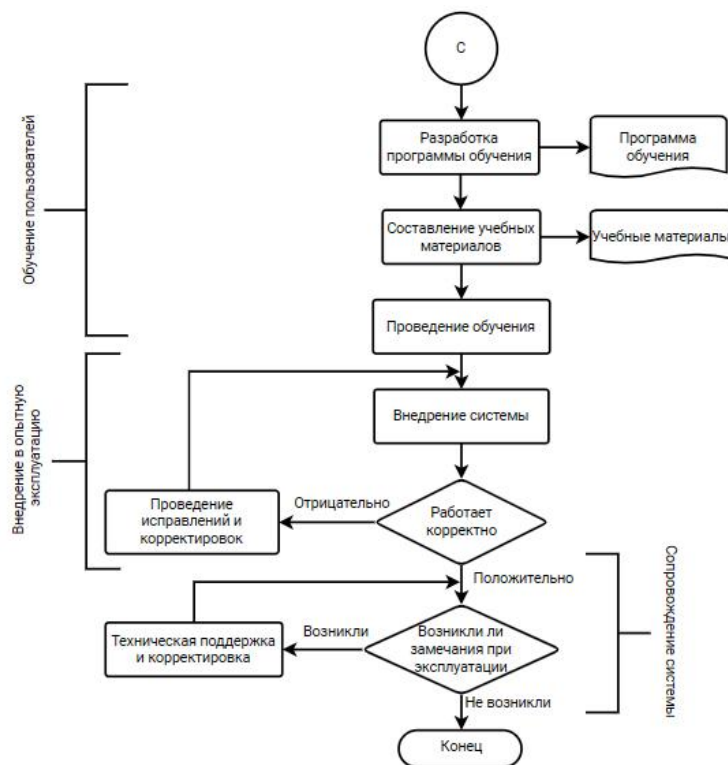 С
Разработка
программы обучения
Программа
обучения
Обучение пользователей
Составление учебных
материалов
Учебные материалы
Проведение обучения
Внедрение в опытную
эксплуатацию
Внедрение системы
Проведение
исправлений и
корректировок
Отрицательно
Работает
корректно
Положительно
Сопровождение системы
Техническая поддержка
и корректировка
Возникли
Возникли ли
замечания при
эксплуатации
Не возникли
Конец